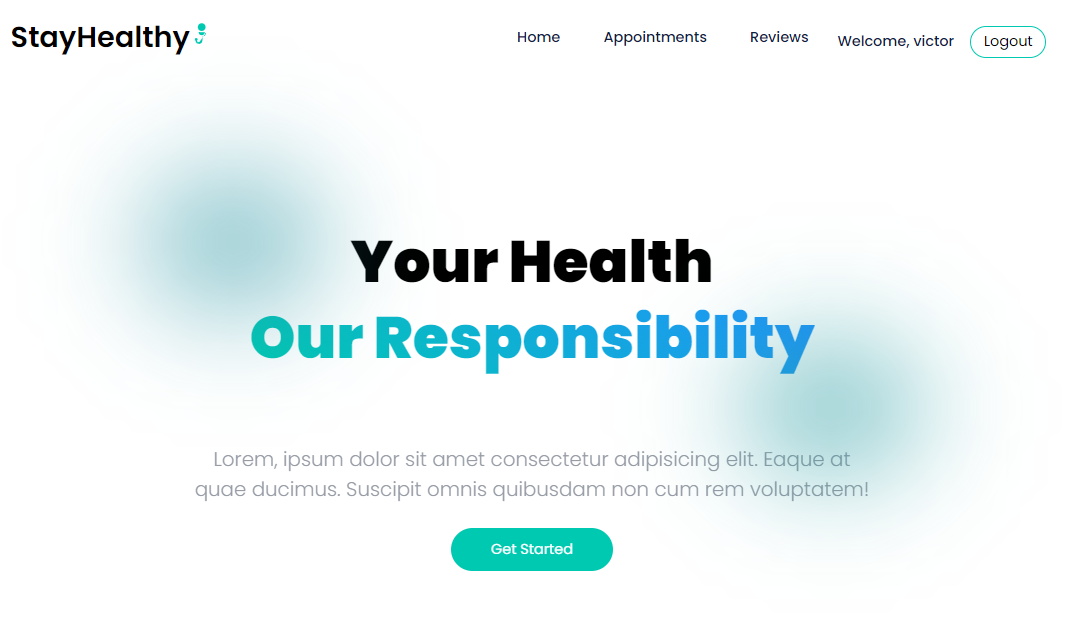 StayHealthy
Home Appointments Reviews Welcome, victor Logout
Your Health
Our Responsibility
Lorem, ipsum dolor sit amet consectetur adipisicing elit. Eaque at
quae ducimus. Suscipit omnis quibusdam non cum rem voluptatem!
Get Started